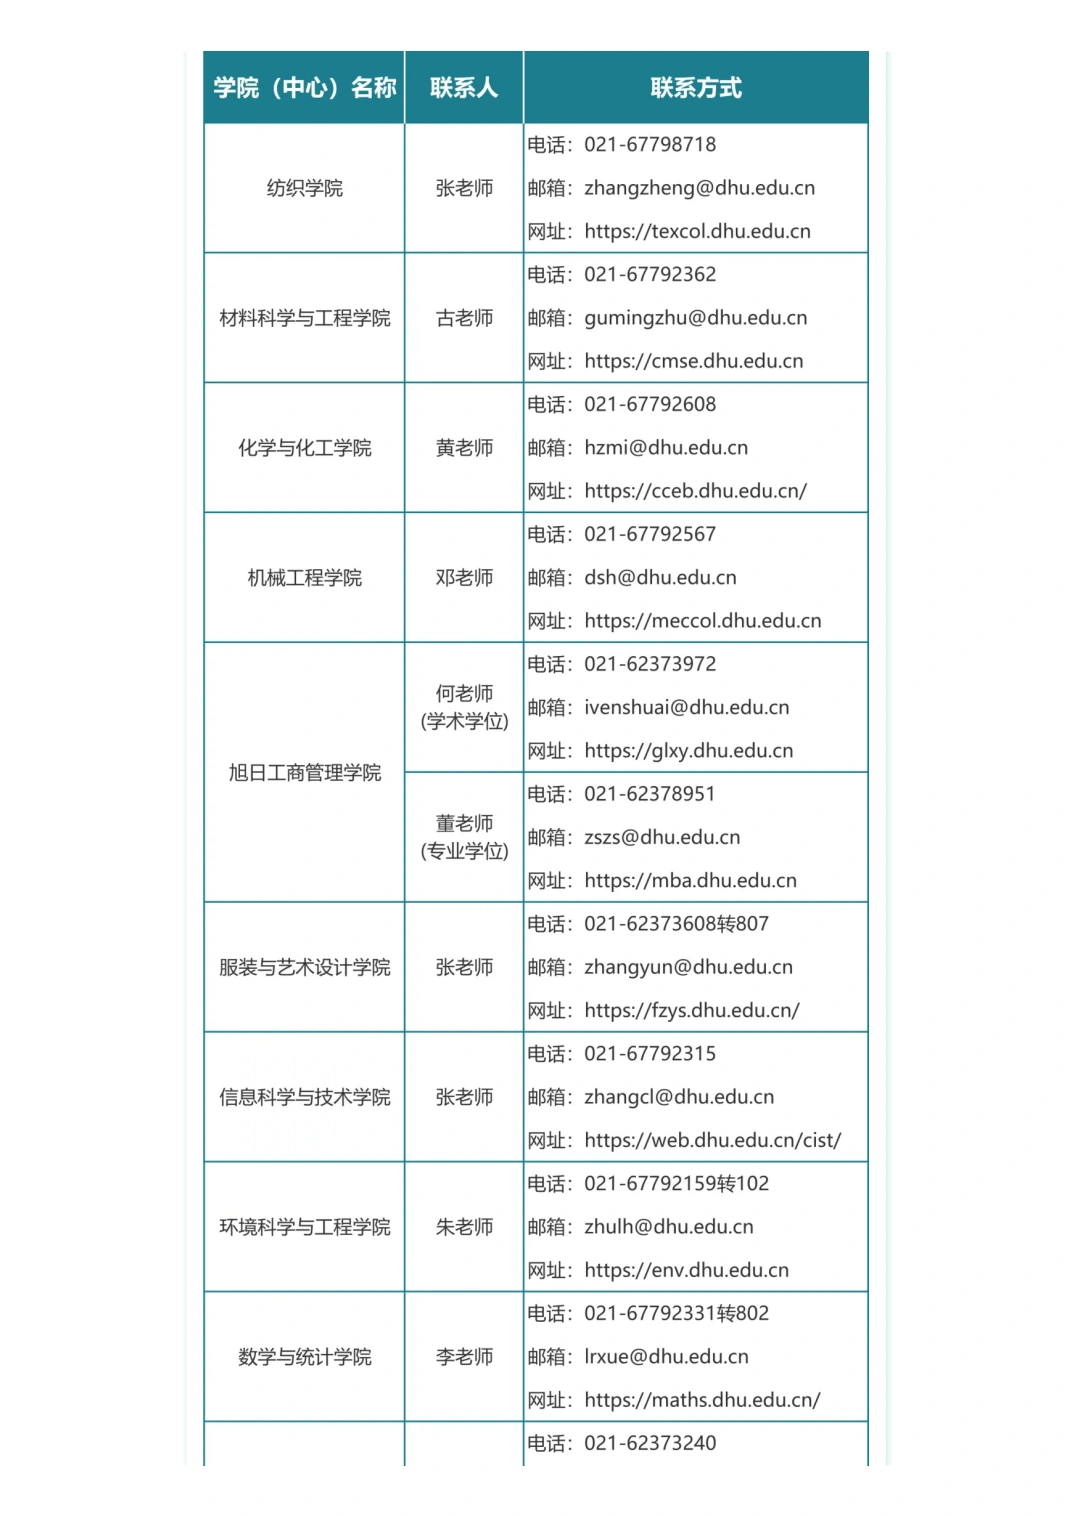 学院（中心）名称 联系人 联系方式
电话：021-67798718
纺织学院 张老师 邮箱：zhangzheng@dhu.edu.cn
网址：https://texcol.dhu.edu.cn
电话：021-67792362
材料科学与工程学院 古老师 邮箱：gumingzhu@dhu.edu.cn
网址：https://cmse.dhu.edu.cn
电话：021-67792608
化学与化工学院 黄老师 邮箱：hzmi@dhu.edu.cn
网址：https://cceb.dhu.edu.cn/
电话：021-67792567
机械工程学院 邓老师 邮箱：dsh@dhu.edu.cn
网址：https://meccol.dhu.edu.cn
旭日工商管理学院
何老师
(学术学位)
电话：021-62373972
邮箱：ivenshuai@dhu.edu.cn
网址：https://glxy.dhu.edu.cn
董老师
(专业学位)
电话：021-62378951
邮箱：zszs@dhu.edu.cn
网址：https://mba.dhu.edu.cn
电话：021-62373608转807
服装与艺术设计学院 张老师 邮箱：zhangyun@dhu.edu.cn
网址：https://fzys.dhu.edu.cn/
电话：021-67792315
信息科学与技术学院 张老师 邮箱：zhangcl@dhu.edu.cn
网址：https://web.dhu.edu.cn/cist/
电话：021-67792159转102
环境科学与工程学院 朱老师 邮箱：zhulh@dhu.edu.cn
网址：https://env.dhu.edu.cn
电话：021-67792331转802
数学与统计学院 李老师 邮箱：lrxue@dhu.edu.cn
网址：https://maths.dhu.edu.cn/
电话：021-62373240